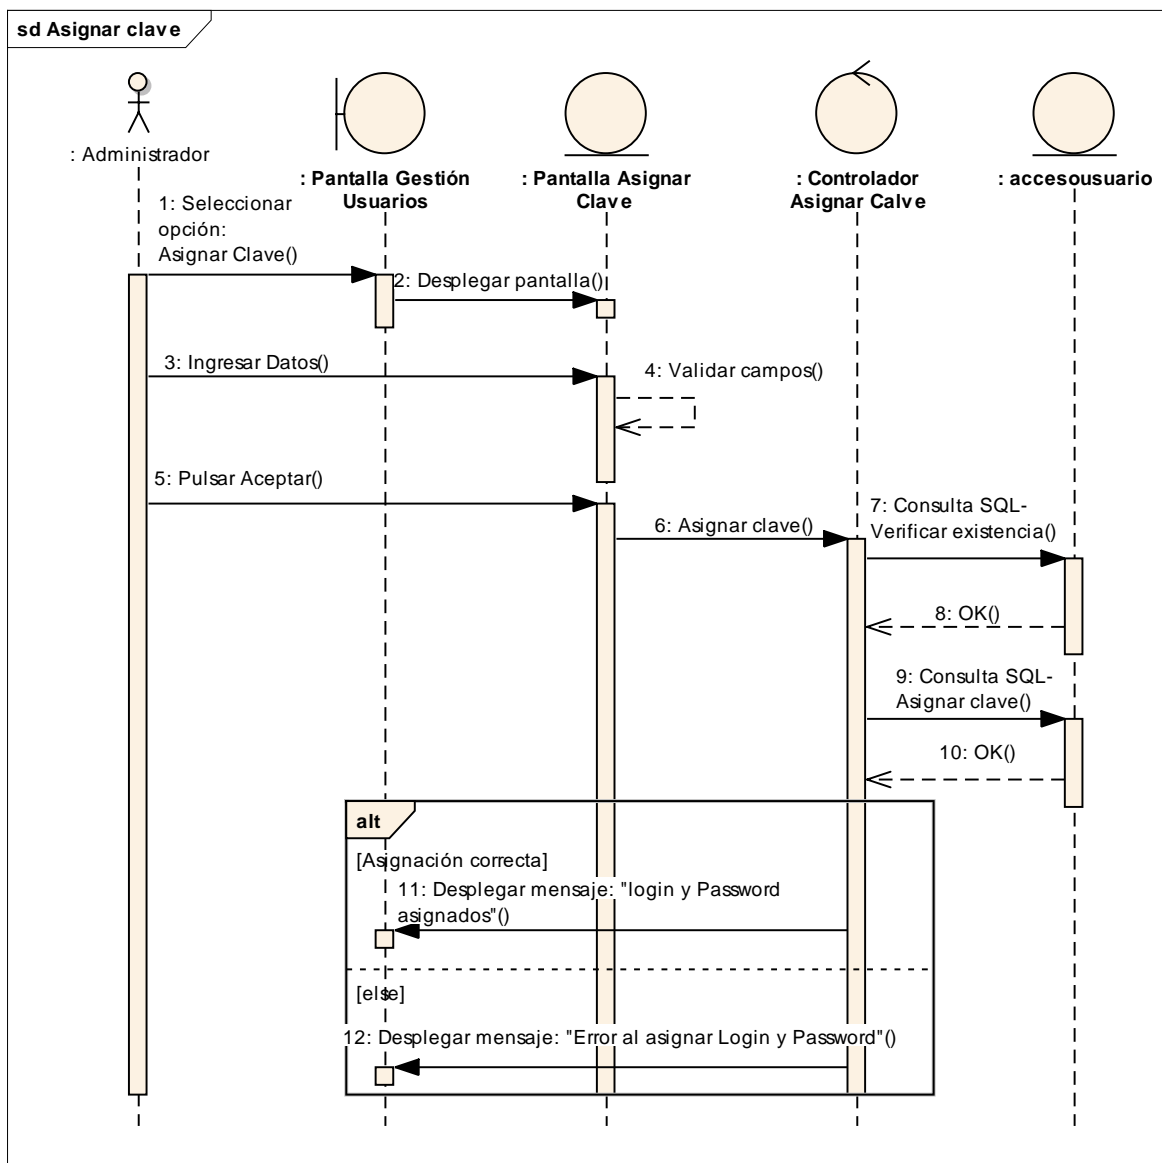 sd Asignar clave
: Administrador
: Pantalla Gestión
Usuarios
: Pantalla Asignar
Clave
: Controlador
Asignar Calve
: accesousuario
1: Seleccionar
opción:
Asignar Clave()
2: Desplegar pantalla()
3: Ingresar Datos()
4: Validar campos()
5: Pulsar Aceptar()
6: Asignar clave()
7: Consulta SQL-
Verificar existencia()
8: OK()
9: Consulta SQL-
Asignar clave()
10: OK()
alt
[Asignación correcta]
11: Desplegar mensaje: "login y Password
asignados"()
[else]
12: Desplegar mensaje: "Error al asignar Login y Password"()